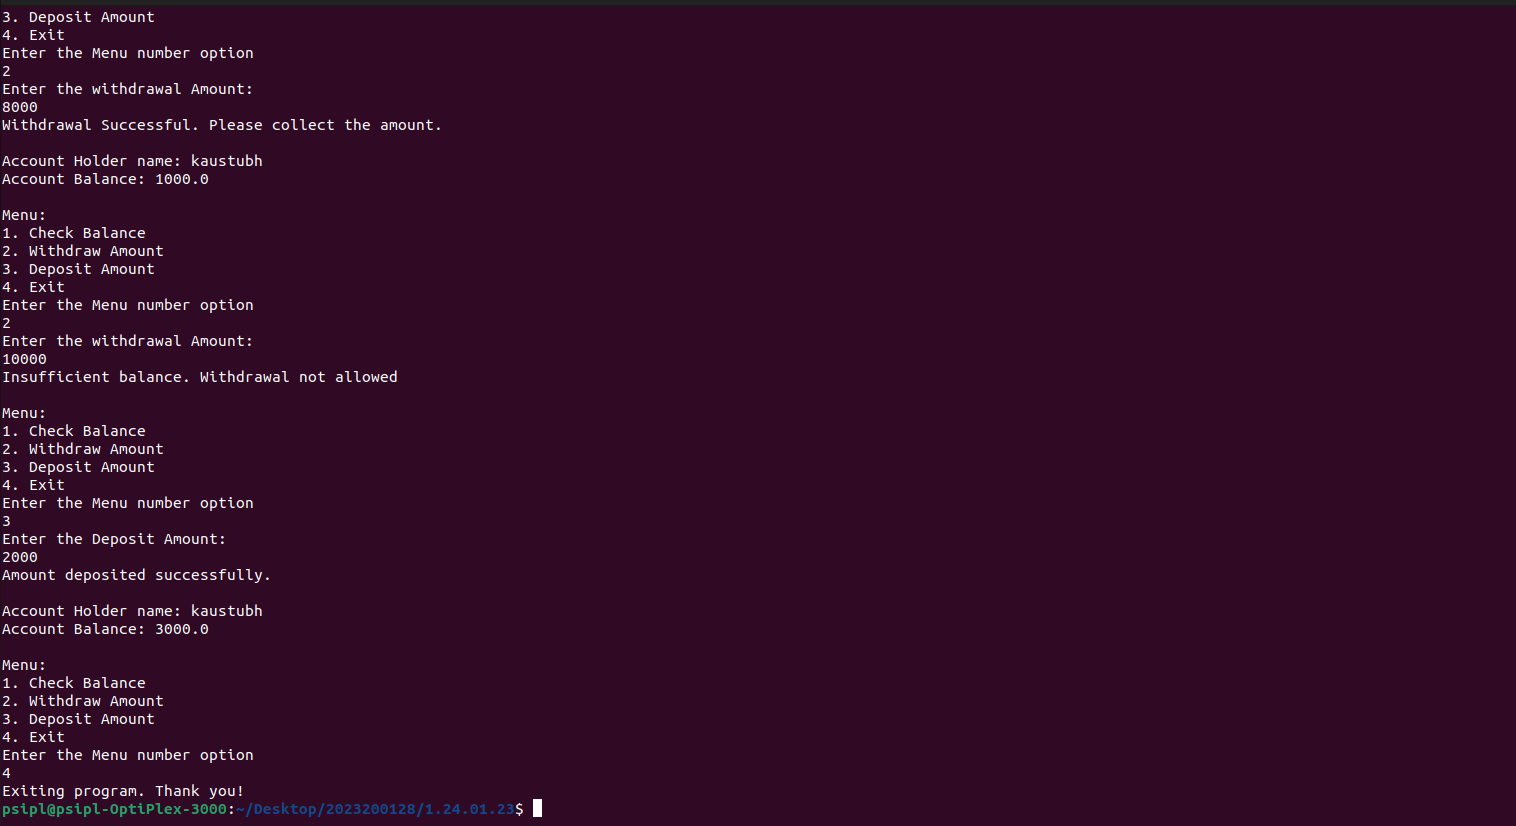 3. Deposit Amount
4. Exit
Enter the Menu number option
2
Enter the withdrawal Amount:
8000
Withdrawal Successful. Please collect the amount.
Account Holder name: kaustubh
Account Balance: 1000.0
Menu:
1. Check Balance
2. Withdraw Amount
3. Deposit Amount
4. Exit
Enter the Menu number option
2
Enter the withdrawal Amount:
10000
Insufficient balance. Withdrawal not allowed
Menu:
1. Check Balance
2. Withdraw Amount
3. Deposit Amount
4. Exit
Enter the Menu number option
3
Enter the Deposit Amount:
2000
Amount deposited successfully.
Account Holder name: kaustubh
Account Balance: 3000.0
Menu:
1. Check Balance
2. Withdraw Amount
3. Deposit Amount
4. Exit
Enter the Menu number option
4
Exiting program. Thank you!
psipl@psipl-OptiPlex-3000:~/Desktop/2023200128/1.24.01.23$